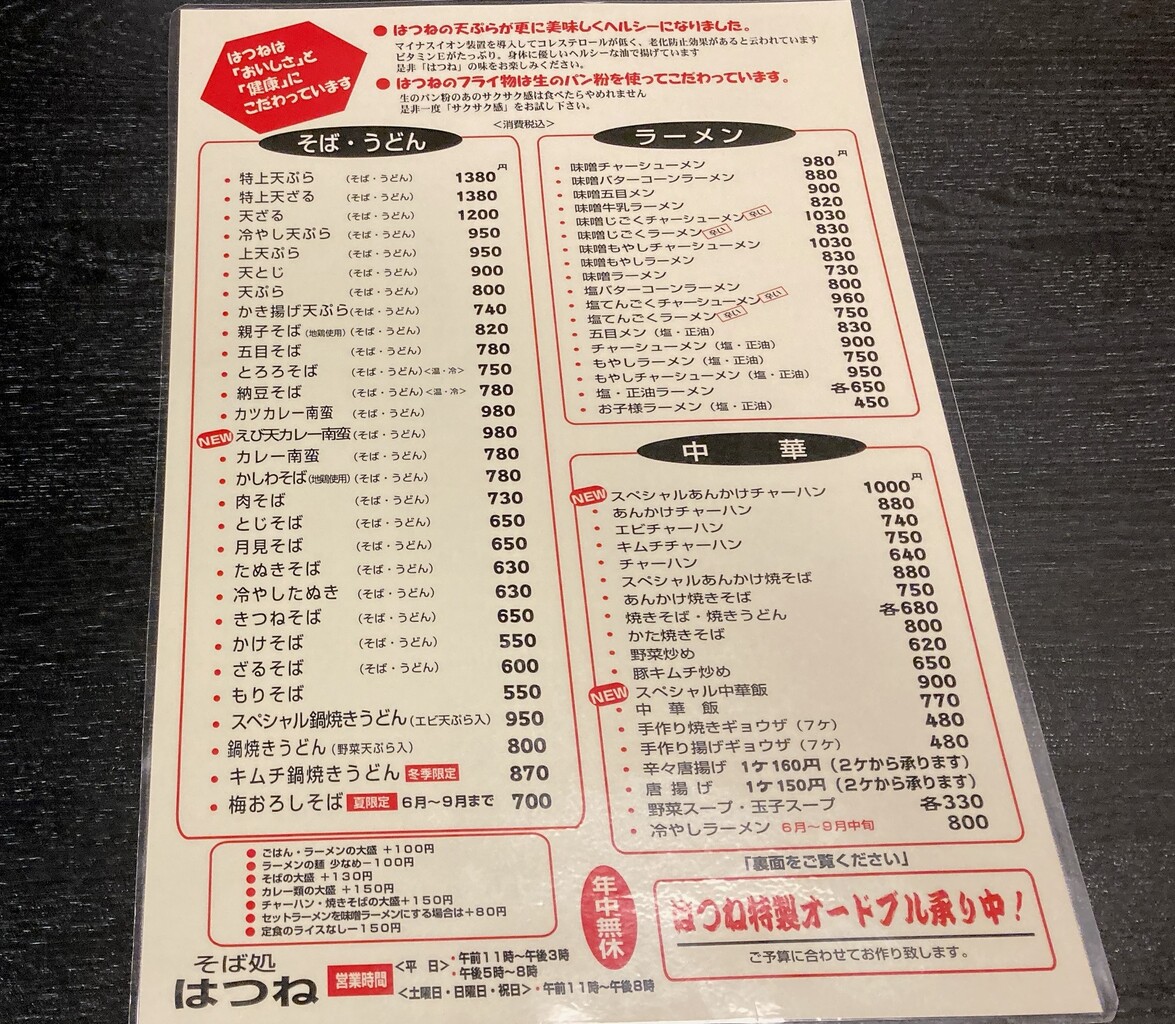 はつねは
「おいしさ」と
「健康」に
こだわっています
● はつねの天ぷらが更に美味しくヘルシーになりました。
マイナスイオン装置を導入してコレステロールが低く、老化防止効果があると云われています
ビタミンEがたっぷり。身体に優しいヘルシーな油で揚げています
是非「はつね」の味をお楽しみください。
● はつねのフライ物は生のパン粉を使ってこだわっています。
生のパン粉のあのサクサク感は食べたらやめれません
是非一度「サクサク感」をお試し下さい。
＜消費税込＞
そば・うどん
円
・特上天ぷら （そば・うどん） 1380
・特上天ざる （そば・うどん） 1380
・天ざる （そば・うどん） 1200
・冷やし天ぷら （そば・うどん） 950
・上天ぷら （そば・うどん） 950
・天とじ （そば・うどん） 900
・天ぷら （そば・うどん） 800
・かき揚げ天ぷら（そば・うどん） 740
・親子そば（地鶏使用）（そば・うどん） 820
・五目そば （そば・うどん） 780
・とろろそば （そば・うどん）＜温・冷＞ 750
・納豆そば （そば・うどん）＜温・冷＞ 780
・カツカレー南蛮 （そば・うどん） 980
NEW えび天カレー南蛮（そば・うどん） 980
・カレー南蛮 （そば・うどん） 780
・かしわそば（地鶏使用）（そば・うどん） 780
・肉そば （そば・うどん） 730
・とじそば （そば・うどん） 650
・月見そば （そば・うどん） 650
・たぬきそば （そば・うどん） 630
・冷やしたぬき （そば・うどん） 630
・きつねそば （そば・うどん） 650
・かけそば （そば・うどん） 550
・ざるそば （そば・うどん） 600
・もりそば 550
・スペシャル鍋焼きうどん（エビ天ぷら入） 950
・鍋焼きうどん（野菜天ぷら入） 800
・キムチ鍋焼きうどん 冬季限定 870
・梅おろしそば 夏限定 6月〜9月まで 700
ラーメン
円
・味噌チャーシューメン 980
・味噌バターコーンラーメン 880
・味噌五目メン 900
・味噌牛乳ラーメン 820
・味噌じごくチャーシューメン 辛い 1030
・味噌じごくラーメン 辛い 830
・味噌もやしチャーシューメン 1030
・味噌もやしラーメン 830
・味噌ラーメン 730
・塩バターコーンラーメン 800
・塩てんごくチャーシューメン 辛い 960
・塩てんごくラーメン 辛い 750
・五目メン（塩・正油） 830
・チャーシューメン（塩・正油） 900
・もやしラーメン（塩・正油） 750
・もやしチャーシューメン（塩・正油） 950
・塩・正油ラーメン 各650
・お子様ラーメン（塩・正油） 450
中 華
円
NEW スペシャルあんかけチャーハン 1000
・あんかけチャーハン 880
・エビチャーハン 740
・キムチチャーハン 750
・チャーハン 640
・スペシャルあんかけ焼そば 880
・あんかけ焼きそば 750
・焼きそば・焼きうどん 各680
・かた焼きそば 800
・野菜炒め 620
・豚キムチ炒め 650
NEW スペシャル中華飯 900
・中 華 飯 770
・手作り焼きギョウザ（7ケ） 480
・手作り揚げギョウザ（7ケ） 480
・辛々唐揚げ 1ケ160円（2ケから承ります）
・唐 揚 げ 1ケ150円（2ケから承ります）
・野菜スープ・玉子スープ 各330
・冷やしラーメン 6月〜9月中旬 800
● ごはん・ラーメンの大盛 ＋100円
● ラーメンの麺 少なめ−100円
● そばの大盛 ＋130円
● カレー類の大盛 ＋150円
● チャーハン・焼きそばの大盛＋150円
● セットラーメンを味噌ラーメンにする場合は＋80円
● 定食のライスなし−150円
年中無休
「裏面をご覧ください」
はつね特製オードブル承り中！
ご予算に合わせてお作り致します。
そば処
はつね
営業時間
＜平 日＞・午前11時〜午後3時
・午後5時〜8時
＜土曜日・日曜日・祝日＞・午前11時〜午後8時